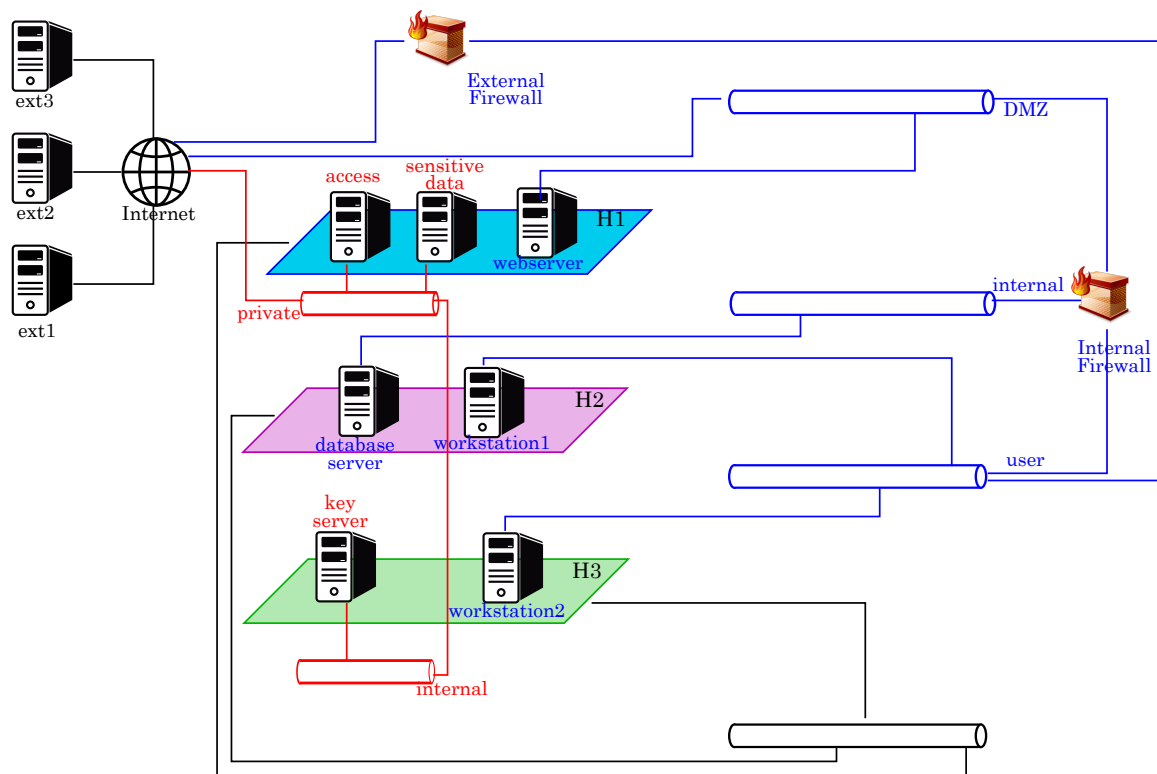 ext3
External
Firewall
DMZ
sensitive
data
access
ext2
Internet
H1
webserver
internal
private
ext1
Internal
Firewall
H2
database
server
workstation1
user
key
server
H3
workstation2
internal